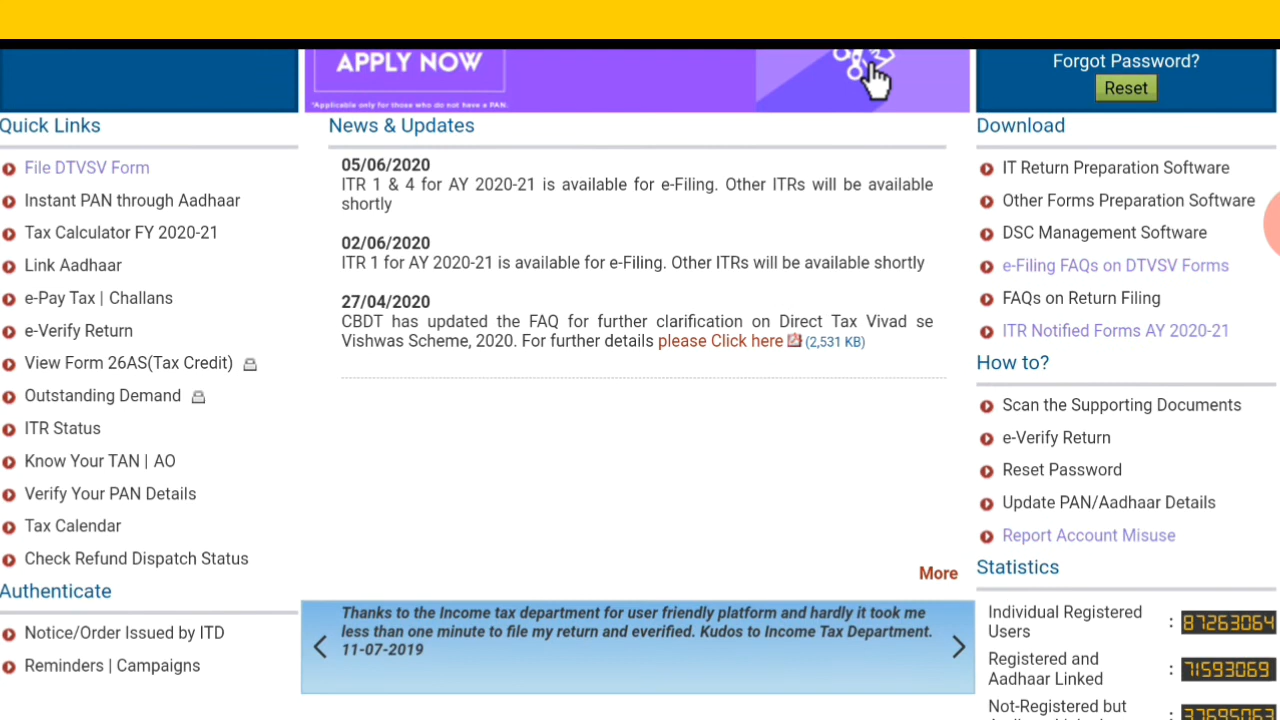 APPLY NOW
*Applicable only for those who do not have a PAN.
Forgot Password?
Reset
Quick Links
File DTVSV Form
Instant PAN through Aadhaar
Tax Calculator FY 2020-21
Link Aadhaar
e-Pay Tax | Challans
e-Verify Return
View Form 26AS(Tax Credit)
Outstanding Demand
ITR Status
Know Your TAN | AO
Verify Your PAN Details
Tax Calendar
Check Refund Dispatch Status
Authenticate
Notice/Order Issued by ITD
Reminders | Campaigns
News & Updates
05/06/2020
ITR 1 & 4 for AY 2020-21 is available for e-Filing. Other ITRs will be available
shortly
02/06/2020
ITR 1 for AY 2020-21 is available for e-Filing. Other ITRs will be available shortly
27/04/2020
CBDT has updated the FAQ for further clarification on Direct Tax Vivad se
Vishwas Scheme, 2020. For further details please Click here (2,531 KB)
More
Thanks to the Income tax department for user friendly platform and hardly it took me
less than one minute to file my return and everified. Kudos to Income Tax Department.
11-07-2019
Download
IT Return Preparation Software
Other Forms Preparation Software
DSC Management Software
e-Filing FAQs on DTVSV Forms
FAQs on Return Filing
ITR Notified Forms AY 2020-21
How to?
Scan the Supporting Documents
e-Verify Return
Reset Password
Update PAN/Aadhaar Details
Report Account Misuse
Statistics
Individual Registered
Users : 87263064
Registered and
Aadhaar Linked : 71593069
Not-Registered but